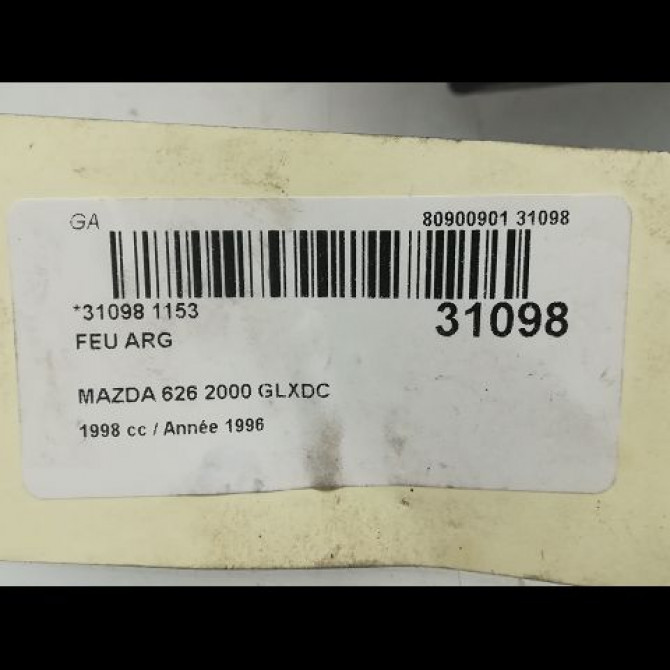 GA 80900901 31098
*31098 1153 31098
FEU ARG
MAZDA 626 2000 GLXDC
1998 cc / Année 1996